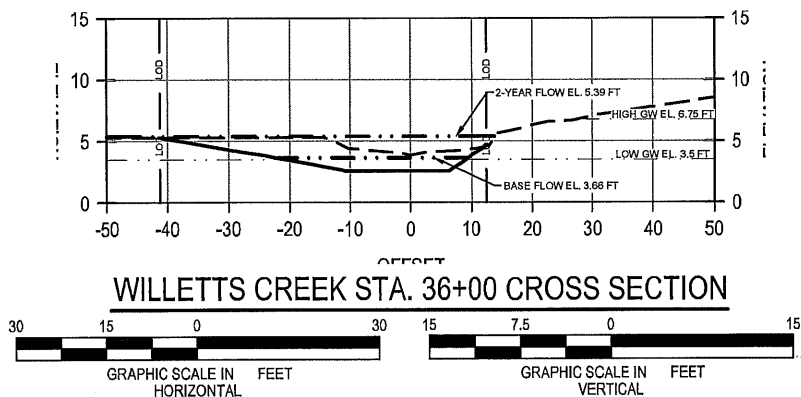 15 15
LOD LOD
10 10
2-YEAR FLOW EL. 5.39 FT
HIGH GW EL. 6.75 FT
5 5
LOW GW EL. 3.5 FT
BASE FLOW EL. 3.66 FT
0 0
-50 -40 -30 -20 -10 0 10 20 30 40 50
OFFSET
WILLETTS CREEK STA. 36+00 CROSS SECTION
30 15 0 30 15 7.5 0 15
GRAPHIC SCALE IN FEET GRAPHIC SCALE IN FEET
HORIZONTAL VERTICAL